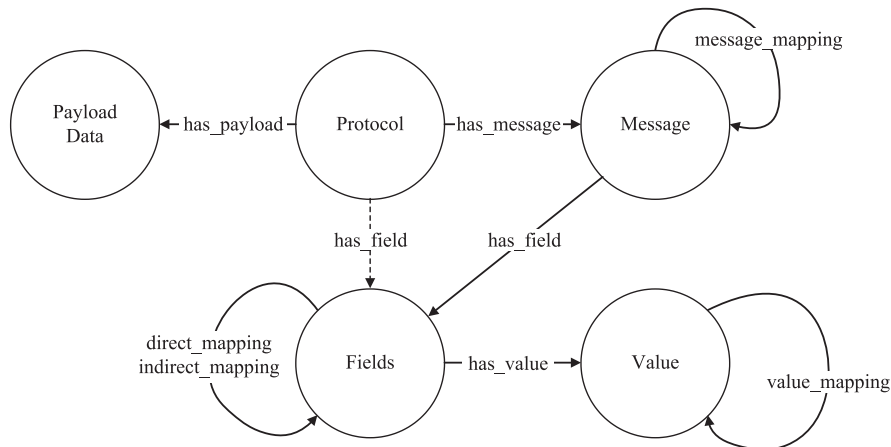 message_mapping
Payload
Data
has_payload
Protocol
has_message
Message
has_field
has_field
direct_mapping
indirect_mapping
Fields
has_value
Value
value_mapping